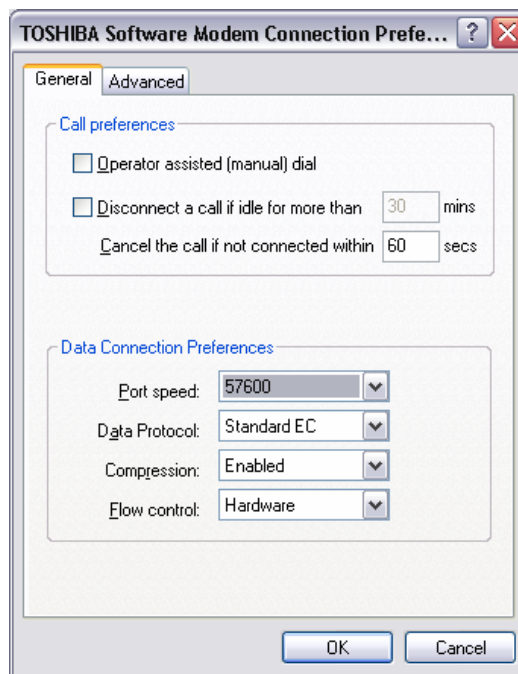 TOSHIBA Software Modem Connection Prefe...
General
Advanced
Call preferences
Operator assisted (manual) dial
Disconnect a call if idle for more than 30 mins
Cancel the call if not connected within 60 secs
Data Connection Preferences
Port speed: 57600
Data Protocol: Standard EC
Compression: Enabled
Flow control: Hardware
OK
Cancel